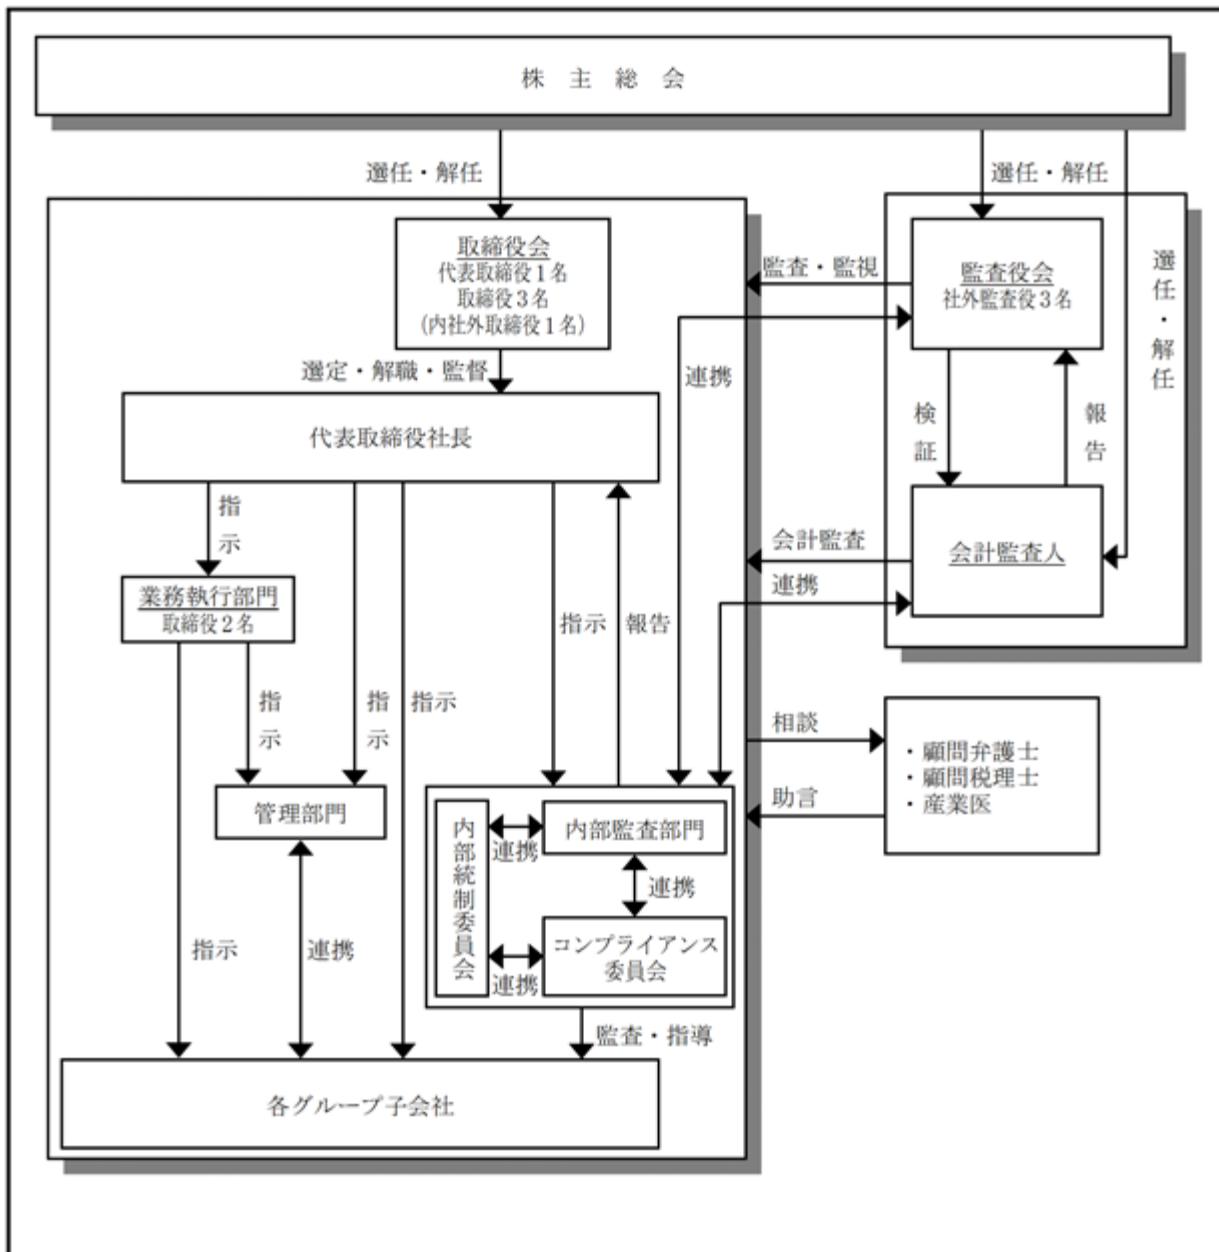 株主総会
選任・解任
選任・解任
選任・解任
取締役会
代表取締役1名
取締役3名
(内社外取締役1名)
監査・監視
監査役会
社外監査役3名
選定・解職・監督
連携
検証
報告
代表取締役社長
指示
会計監査
会計監査人
連携
業務執行部門
取締役2名
指示
報告
指示
指示
指示
相談
・顧問弁護士
・顧問税理士
・産業医
助言
管理部門
内部統制委員会
連携
内部監査部門
連携
コンプライアンス
委員会
連携
指示
連携
監査・指導
各グループ子会社